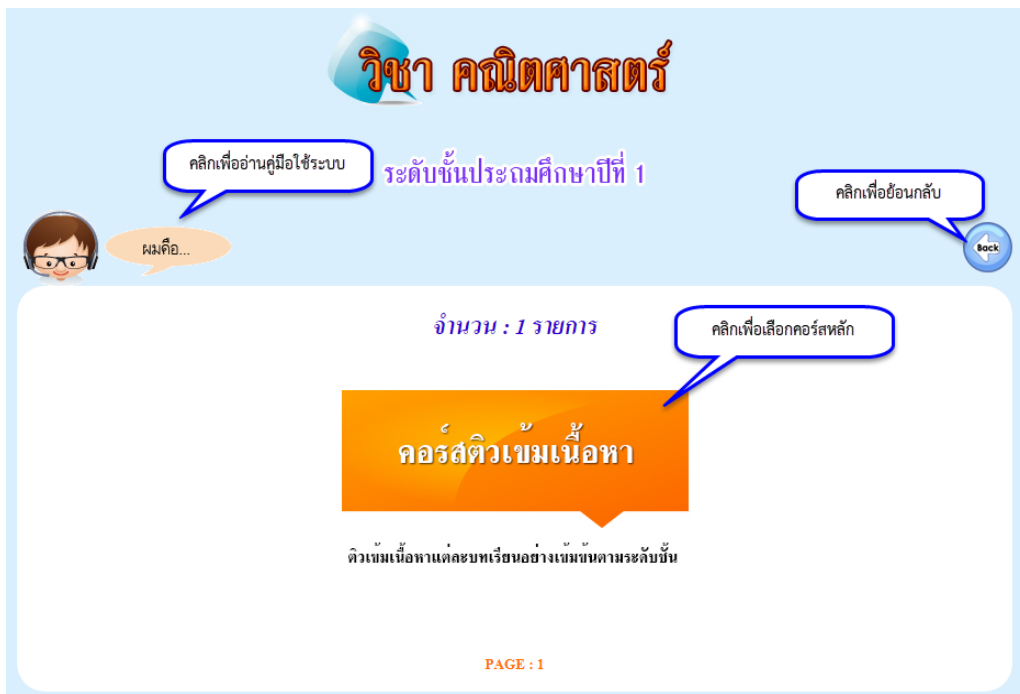 วิชา คณิตศาสตร์
คลิกเพื่ออ่านคู่มือใช้ระบบ
ระดับชั้นประถมศึกษาปีที่ 1
คลิกเพื่อย้อนกลับ
ผมคือ...
Back
จำนวน : 1 รายการ
คลิกเพื่อเลือกคอร์สหลัก
คอร์สติวเข้มเนื้อหา
ติวเข้มเนื้อหาแต่ละบทเรียนอย่างเข้มข้นตามระดับชั้น
PAGE : 1